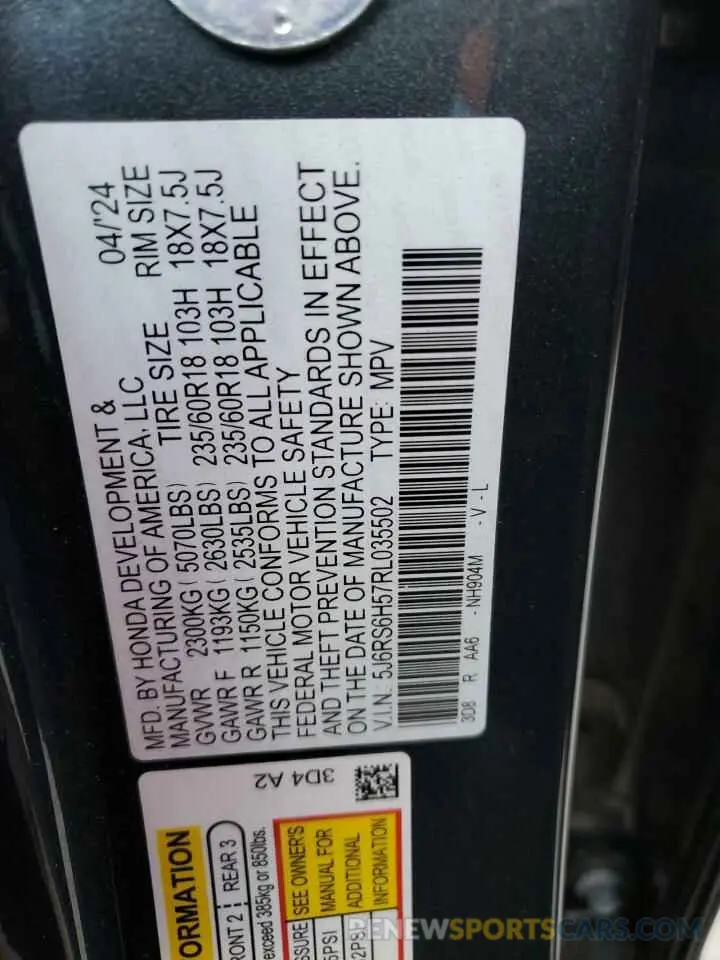 MFD. BY HONDA DEVELOPMENT & 04/'24
MANUFACTURING OF AMERICA, LLC TIRE SIZE RIM SIZE
GVWR 2300KG ( 5070LBS)
GAWR F 1193KG ( 2630LBS) 235/60R18 103H 18X7.5J
GAWR R 1150KG ( 2535LBS) 235/60R18 103H 18X7.5J
THIS VEHICLE CONFORMS TO ALL APPLICABLE
FEDERAL MOTOR VEHICLE SAFETY
AND THEFT PREVENTION STANDARDS IN EFFECT
ON THE DATE OF MANUFACTURE SHOWN ABOVE.
V.I.N.: 5J6RS6H57RL035502 TYPE: MPV
3D8 R AA6 -NH904M -V-L
3D4 A2
ORMATION
RONT 2 REAR 3
exceed 385kg or 850lbs.
SSURE SEE OWNER'S
PSI MANUAL FOR
ADDITIONAL
INFORMATION
RENEWSPORTSCARS.COM